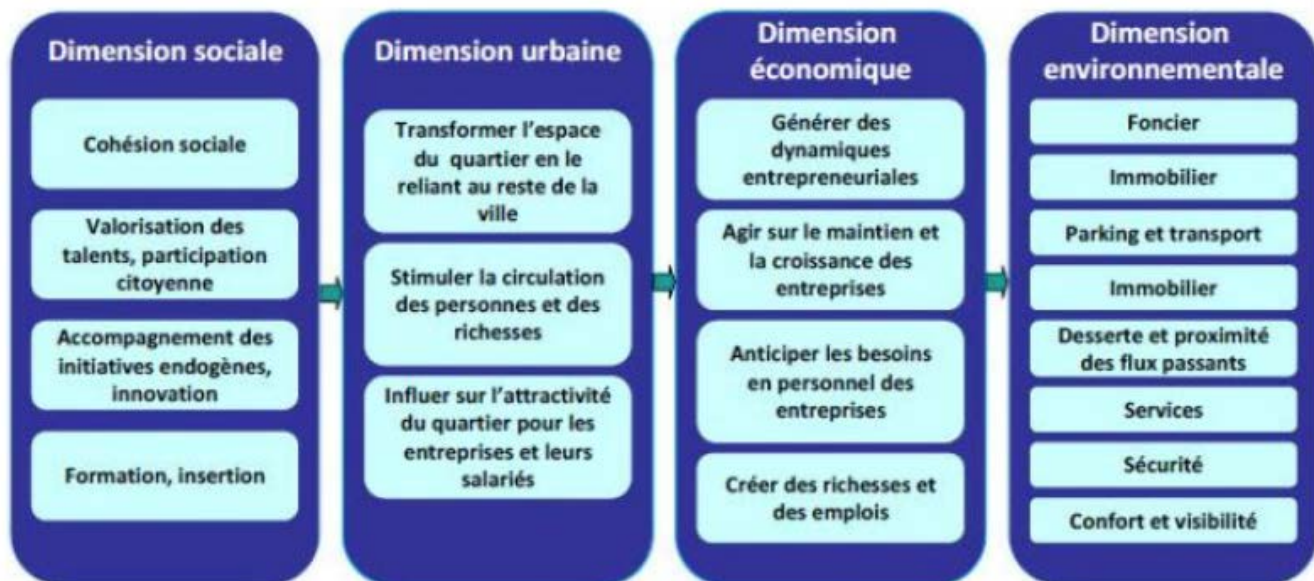 Dimension sociale
Cohésion sociale
Valorisation des
talents, participation
citoyenne
Accompagnement des
initiatives endogènes,
innovation
Formation, insertion
Dimension urbaine
Transformer l'espace
du quartier en le
reliant au reste de la
ville
Stimuler la circulation
des personnes et des
richesses
Influer sur l'attractivité
du quartier pour les
entreprises et leurs
salariés
Dimension
économique
Générer des
dynamiques
entrepreneuriales
Agir sur le maintien et
la croissance des
entreprises
Anticiper les besoins
en personnel des
entreprises
Créer des richesses et
des emplois
Dimension
environnementale
Foncier
Immobilier
Parking et transport
Immobilier
Desserte et proximité
des flux passants
Services
Sécurité
Confort et visibilité